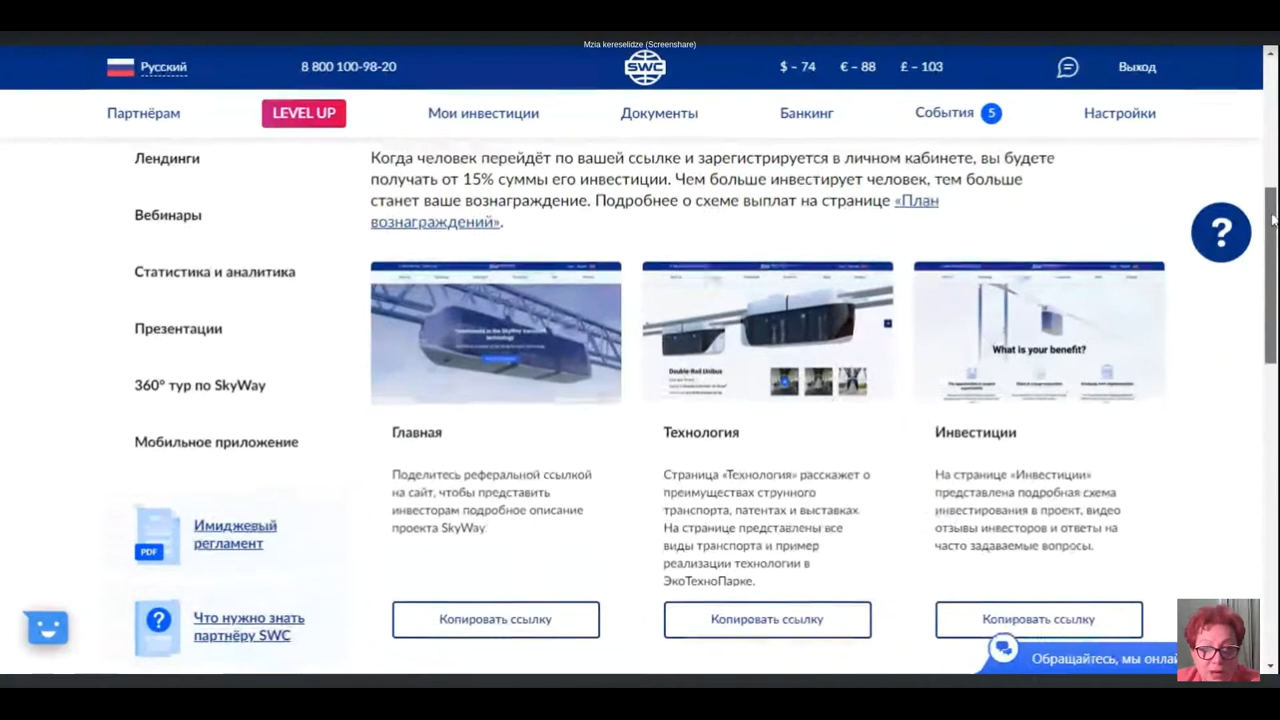 Mzia kereselidze (Screenshare)
Русский
8 800 100-98-20
SWC
$ – 74 € – 88 £ – 103
Выход
Партнёрам
LEVEL UP
Мои инвестиции
Документы
Банкинг
События 5
Настройки
Лендинги
Вебинары
Статистика и аналитика
Презентации
360° тур по SkyWay
Мобильное приложение
PDF
Имиджевый
регламент
?
Что нужно знать
партнёру SWC
Когда человек перейдёт по вашей ссылке и зарегистрируется в личном кабинете, вы будете
получать от 15% суммы его инвестиции. Чем больше инвестирует человек, тем больше
станет ваше вознаграждение. Подробнее о схеме выплат на странице «План
вознаграждений».
Главная
Поделитесь реферальной ссылкой
на сайт, чтобы представить
инвесторам подробное описание
проекта SkyWay.
Копировать ссылку
Double-Rail Unibus
Технология
Страница «Технология» расскажет о
преимуществах струнного
транспорта, патентах и выставках.
На странице представлены все
виды транспорта и пример
реализации технологии в
ЭкоТехноПарке.
Копировать ссылку
What is your benefit?
Инвестиции
На странице «Инвестиции»
представлена подробная схема
инвестирования в проект, видео
отзывы инвесторов и ответы на
часто задаваемые вопросы.
Копировать ссылку
?
Обращайтесь, мы онлай